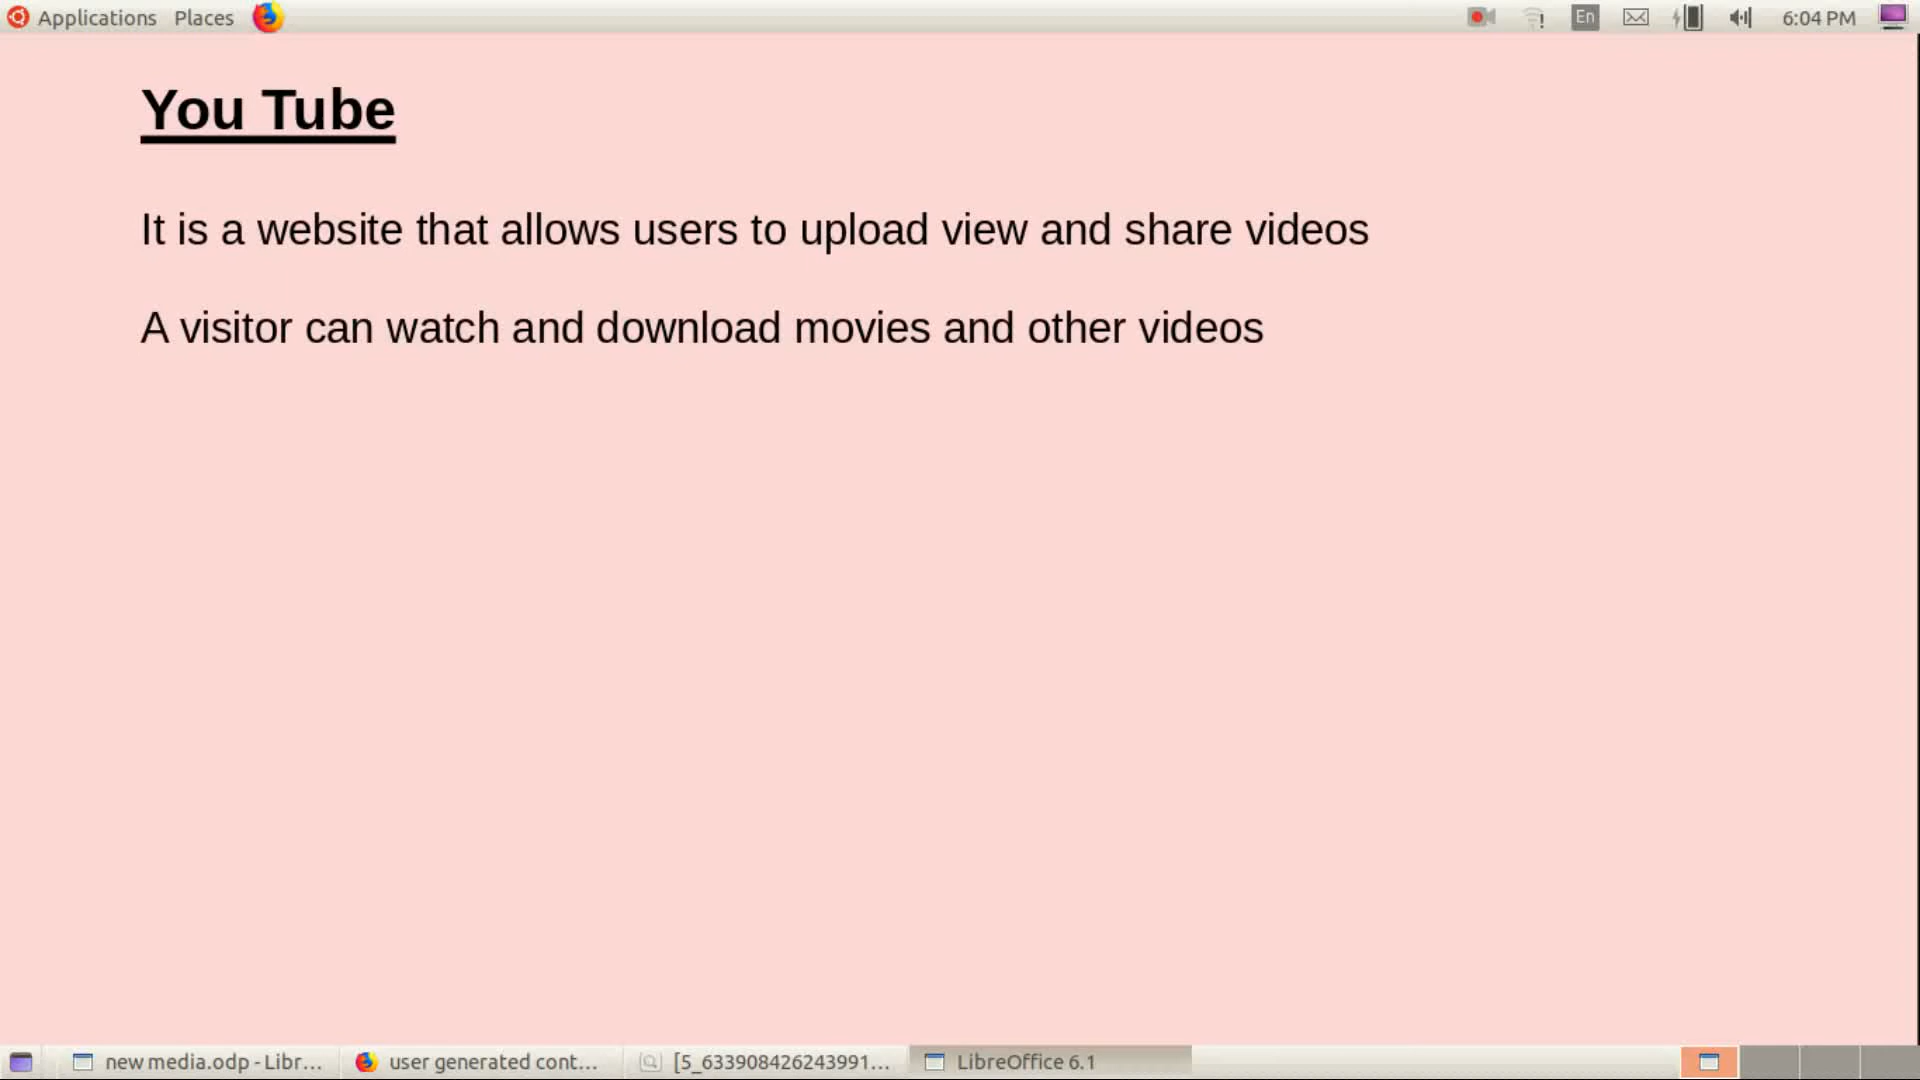 Applications Places En 6:04 PM
You Tube
It is a website that allows users to upload view and share videos
A visitor can watch and download movies and other videos
new media.odp - Libr... user generated cont... [5_633908426243991... LibreOffice 6.1